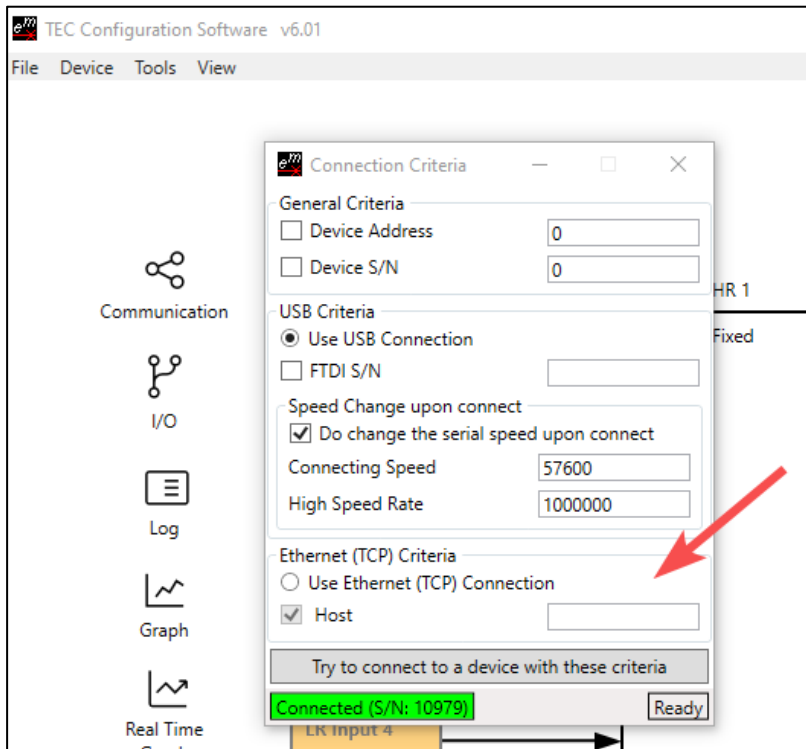 em TEC Configuration Software v6.01
File Device Tools View
em Connection Criteria
General Criteria
Device Address 0
Device S/N 0
USB Criteria
Use USB Connection
FTDI S/N
Speed Change upon connect
Do change the serial speed upon connect
Connecting Speed 57600
High Speed Rate 1000000
Ethernet (TCP) Criteria
Use Ethernet (TCP) Connection
Host
Try to connect to a device with these criteria
Connected (S/N: 10979) Ready
Communication
I/O
Log
Graph
Real Time
HR 1
Fixed
LR Input 4